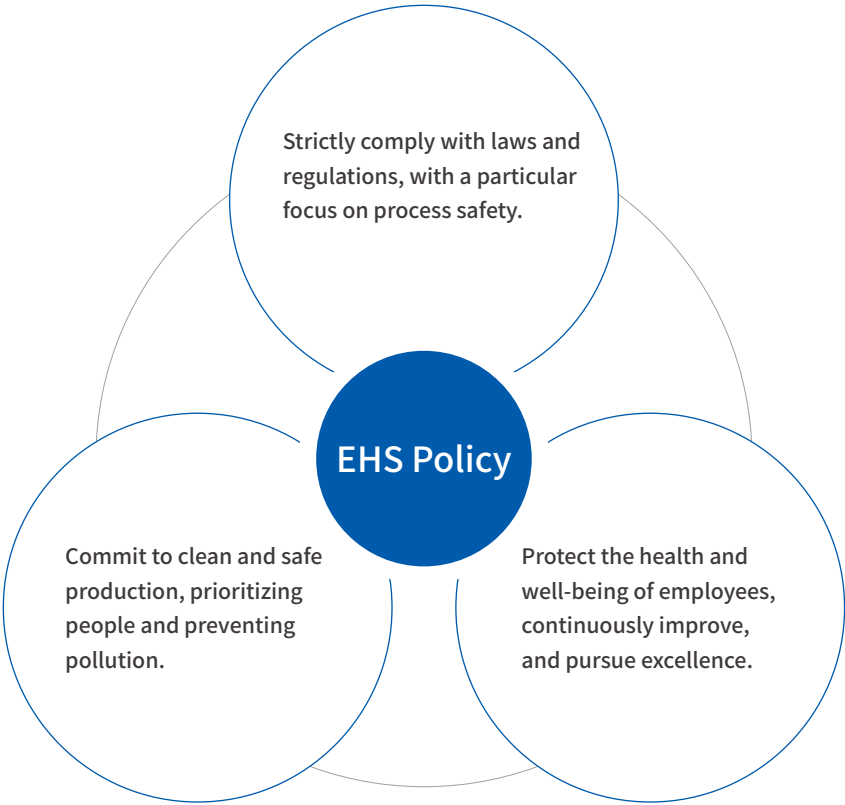 Strictly comply with laws and
regulations, with a particular
focus on process safety.
EHS Policy
Commit to clean and safe
production, prioritizing
people and preventing
pollution.
Protect the health and
well-being of employees,
continuously improve,
and pursue excellence.